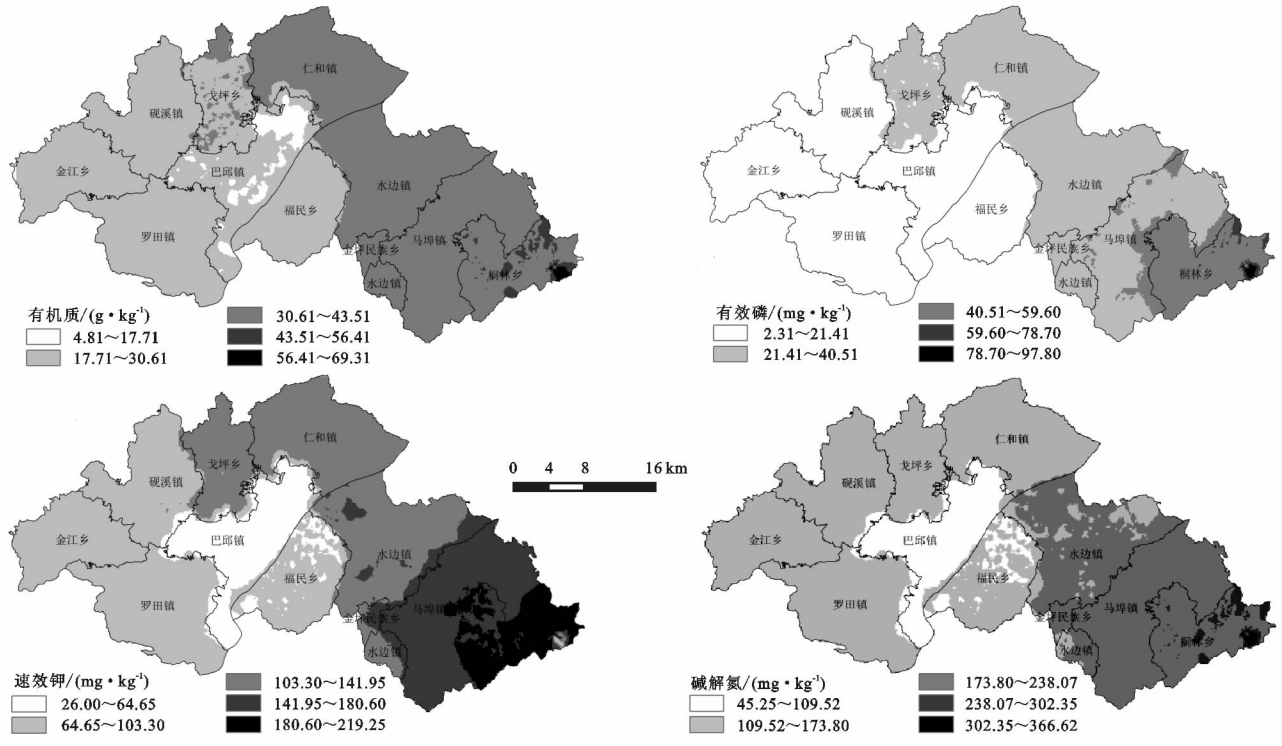 仁和镇
戈坪乡
砚溪镇
金江乡
巴邱镇
水边镇
福民乡
罗田镇
金坪民族乡
马埠镇
桐林乡
水边镇
有机质/(g·kg⁻¹)
4.81～17.71
17.71～30.61
30.61～43.51
43.51～56.41
56.41～69.31
仁和镇
戈坪乡
砚溪镇
金江乡
巴邱镇
水边镇
福民乡
罗田镇
金坪民族乡
马埠镇
桐林乡
水边镇
有效磷/(mg·kg⁻¹)
2.31～21.41
21.41～40.51
40.51～59.60
59.60～78.70
78.70～97.80
仁和镇
戈坪乡
砚溪镇
金江乡
巴邱镇
水边镇
福民乡
罗田镇
金坪民族乡
马埠镇
水边镇
速效钾/(mg·kg⁻¹)
26.00～64.65
64.65～103.30
103.30～141.95
141.95～180.60
180.60～219.25
0 4 8 16 km
仁和镇
戈坪乡
砚溪镇
金江乡
巴邱镇
水边镇
福民乡
罗田镇
金坪民族乡
马埠镇
桐林乡
水边镇
碱解氮/(mg·kg⁻¹)
45.25～109.52
109.52～173.80
173.80～238.07
238.07～302.35
302.35～366.62